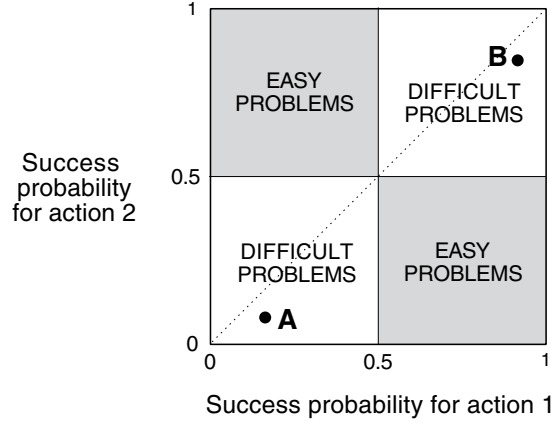 1
B
EASY
PROBLEMS
DIFFICULT
PROBLEMS
Success
probability
for action 2
0.5
DIFFICULT
PROBLEMS
EASY
PROBLEMS
A
0
0
0.5
1
Success probability for action 1